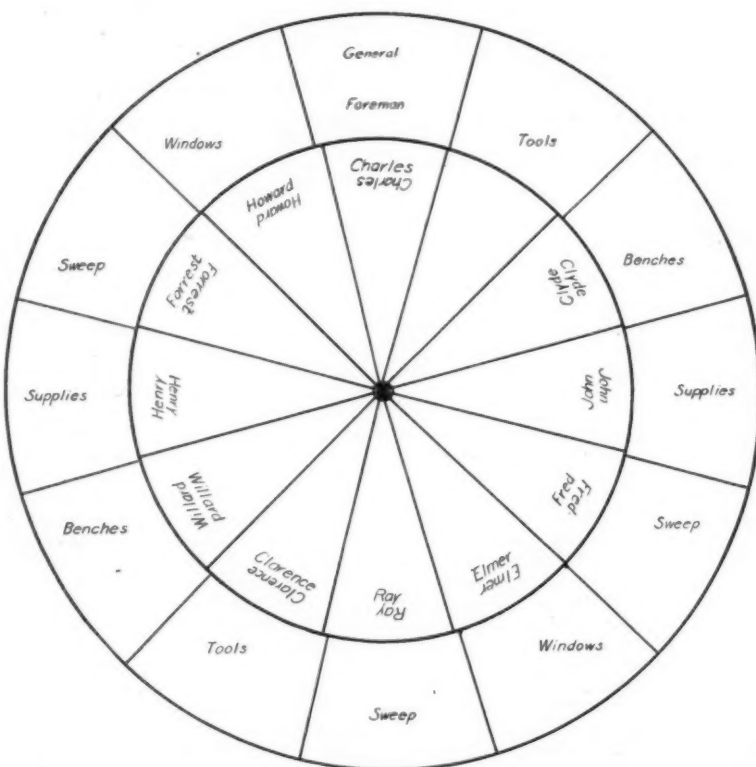 General
Foreman
Tools
Benches
Supplies
Sweep
Windows
Sweep
Tools
Benches
Supplies
Sweep
Windows
Charles
Charles
Clyde
Clyde
John
John
Fred
Fred
Elmer
Elmer
Ray
Ray
Clarence
Clarence
Willard
Willard
Henry
Henry
Forrest
Forrest
Howard
Howard